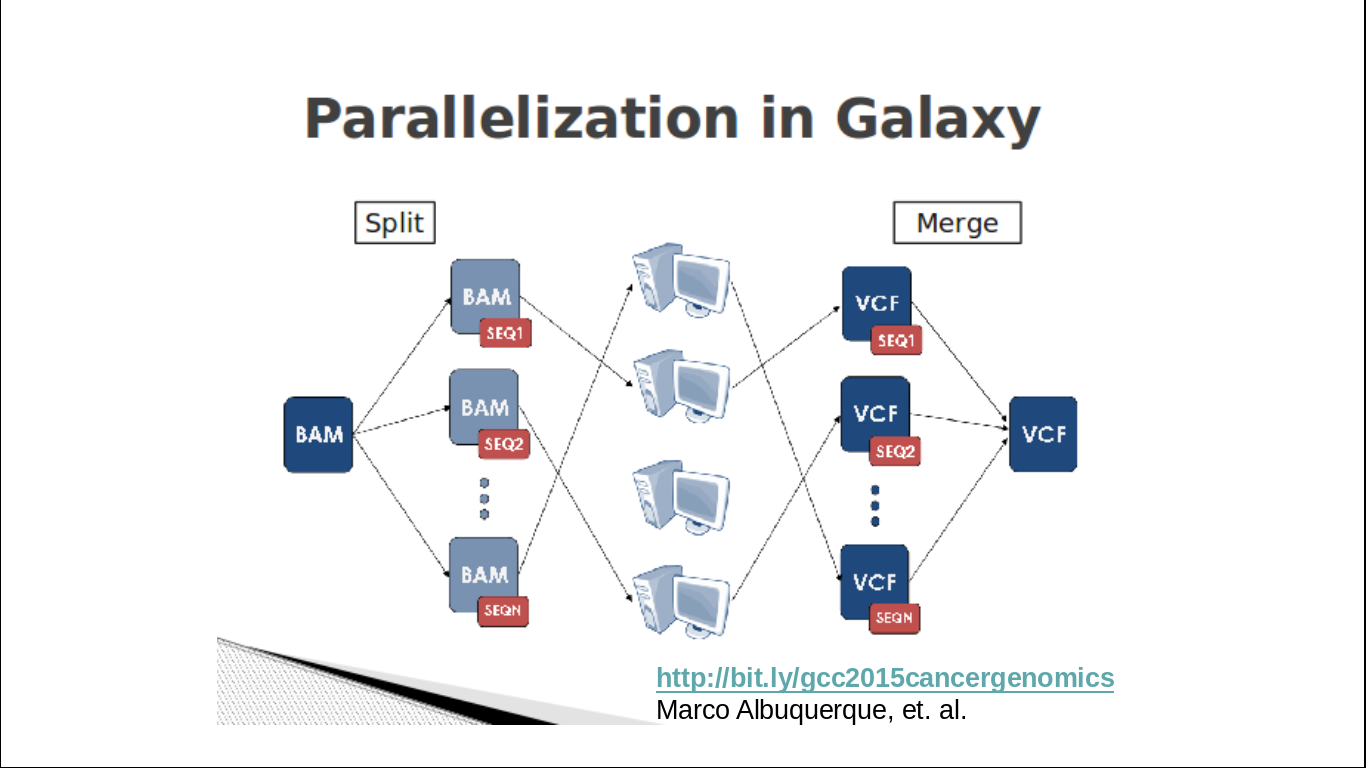 Parallelization in Galaxy
Split
Merge
BAM
SEQ1
VCF
SEQ1
BAM
SEQ2
VCF
SEQ2
BAM
VCF
BAM
SEQN
VCF
SEQN
http://bit.ly/gcc2015cancergenomics
Marco Albuquerque, et. al.